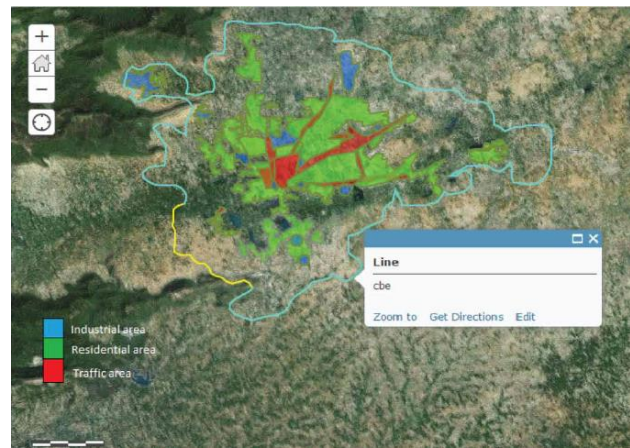 +
−
Line
cbe
Zoom to Get Directions Edit
Industrial area
Residential area
Traffic area